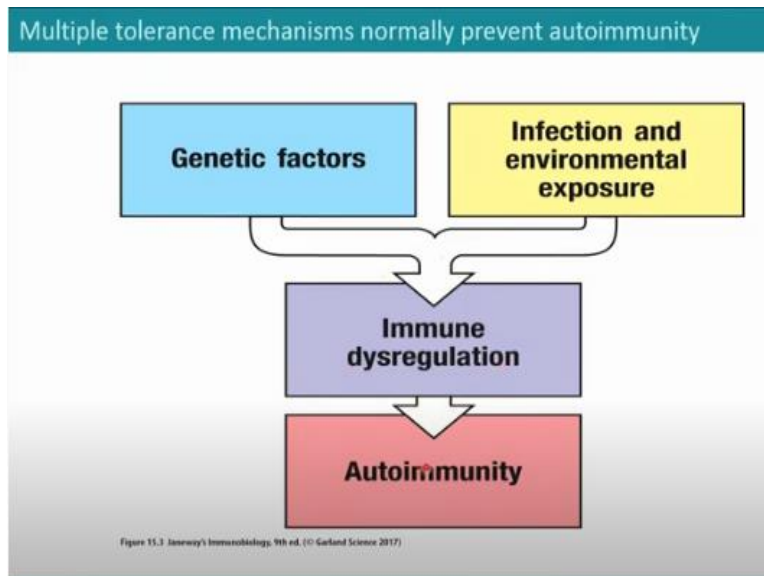 Multiple tolerance mechanisms normally prevent autoimmunity
Genetic factors
Infection and
environmental
exposure
Immune
dysregulation
Autoimmunity
Figure 15.3 Janeway's Immunobiology, 9th ed. (© Garland Science 2017)